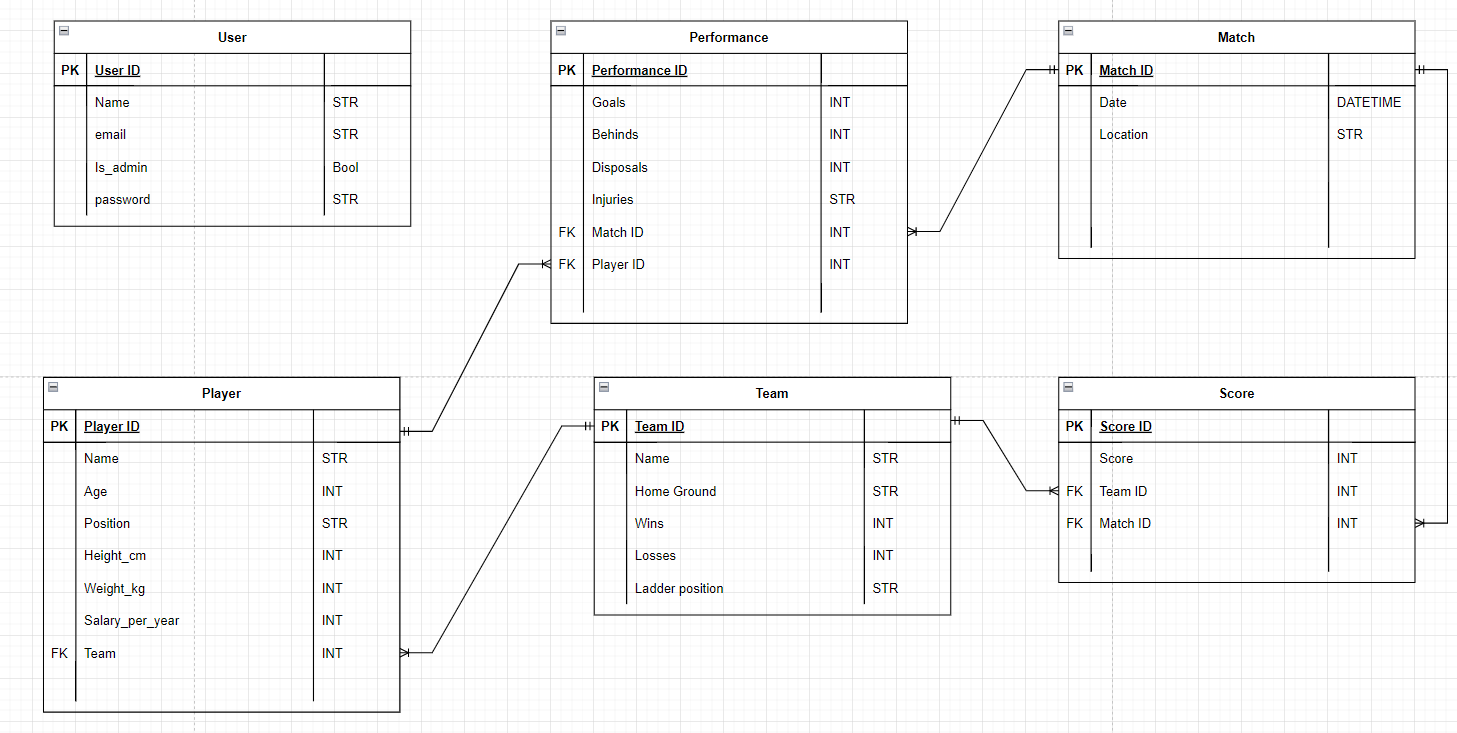 User
PK User ID
Name STR
email STR
Is_admin Bool
password STR
Performance
PK Performance ID
Goals INT
Behinds INT
Disposals INT
Injuries STR
FK Match ID INT
FK Player ID INT
Match
PK Match ID
Date DATETIME
Location STR
Player
PK Player ID
Name STR
Age INT
Position STR
Height_cm INT
Weight_kg INT
Salary_per_year INT
FK Team INT
Team
PK Team ID
Name STR
Home Ground STR
Wins INT
Losses INT
Ladder position STR
Score
PK Score ID
Score INT
FK Team ID INT
FK Match ID INT